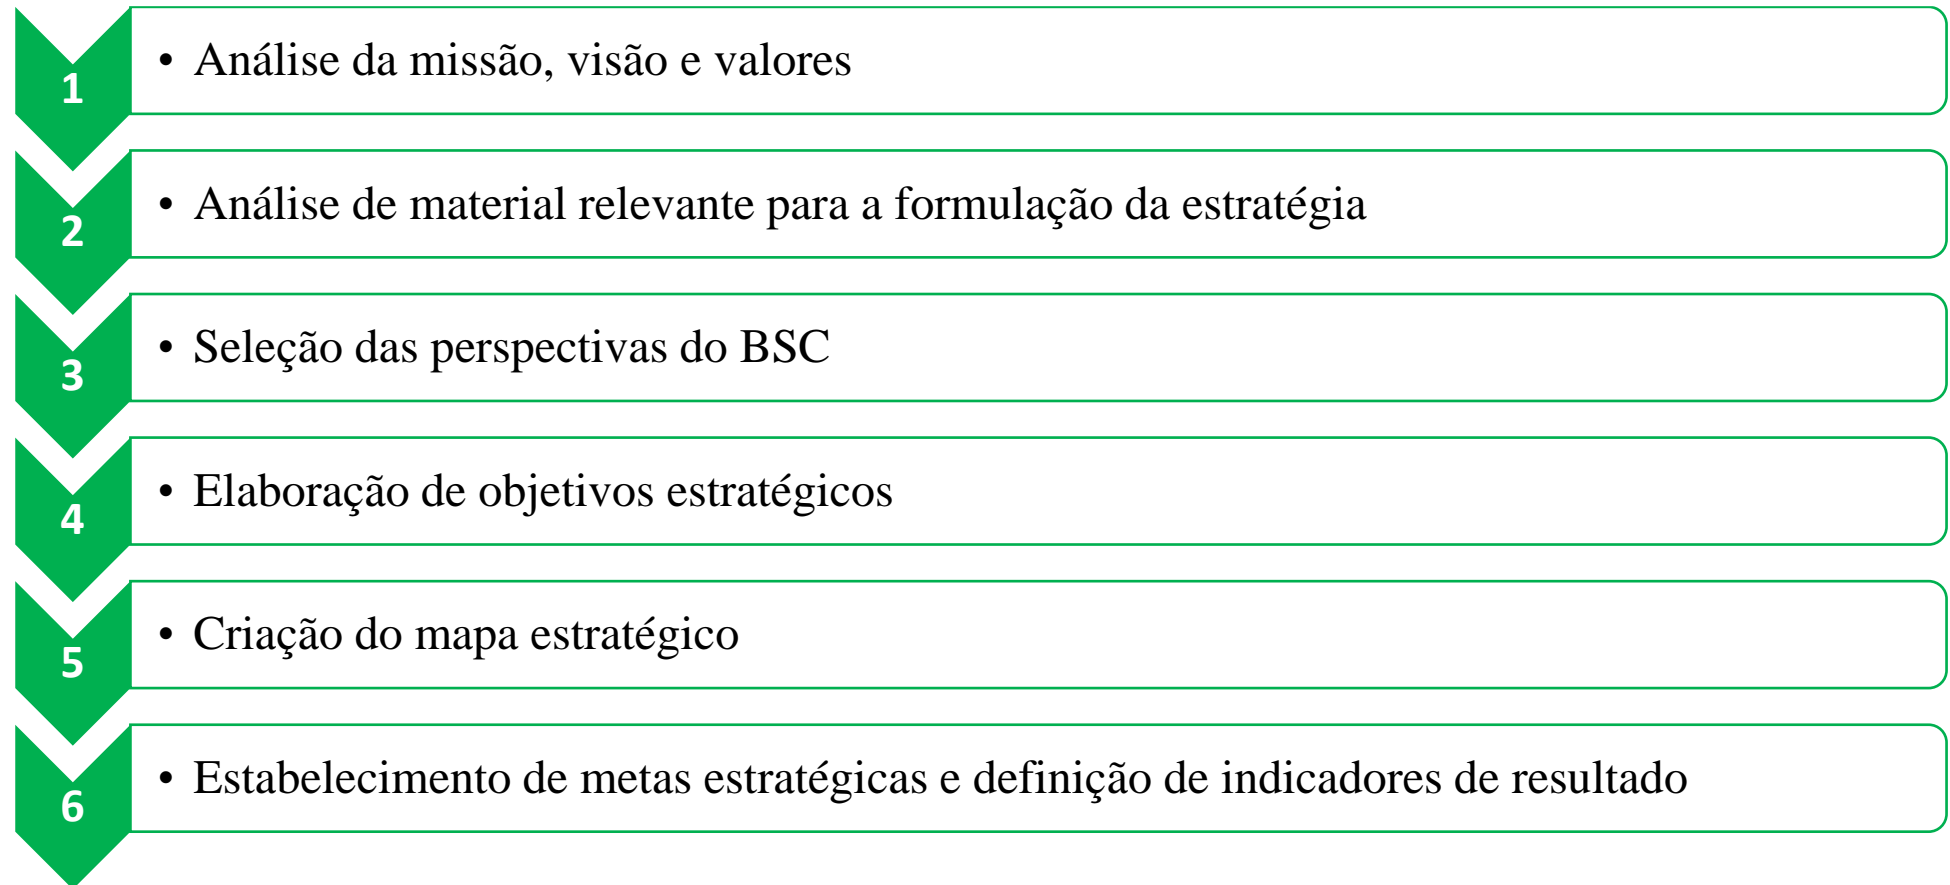 1
• Análise da missão, visão e valores
2
• Análise de material relevante para a formulação da estratégia
3
• Seleção das perspectivas do BSC
4
• Elaboração de objetivos estratégicos
5
• Criação do mapa estratégico
6
• Estabelecimento de metas estratégicas e definição de indicadores de resultado